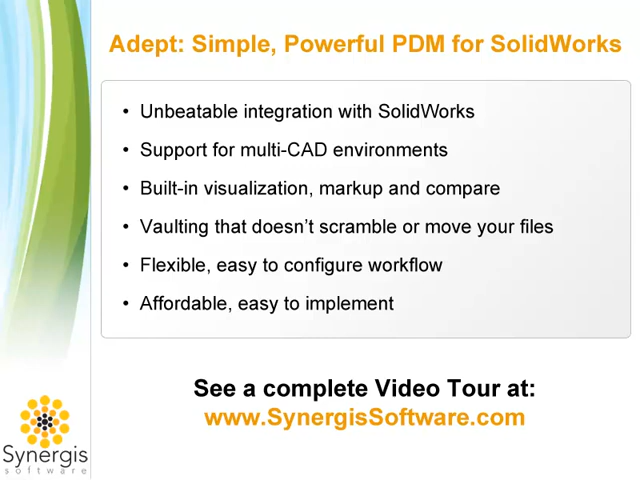 Adept: Simple, Powerful PDM for SolidWorks
• Unbeatable integration with SolidWorks
• Support for multi-CAD environments
• Built-in visualization, markup and compare
• Vaulting that doesn’t scramble or move your files
• Flexible, easy to configure workflow
• Affordable, easy to implement
See a complete Video Tour at:
www.SynergisSoftware.com
Synergis
software